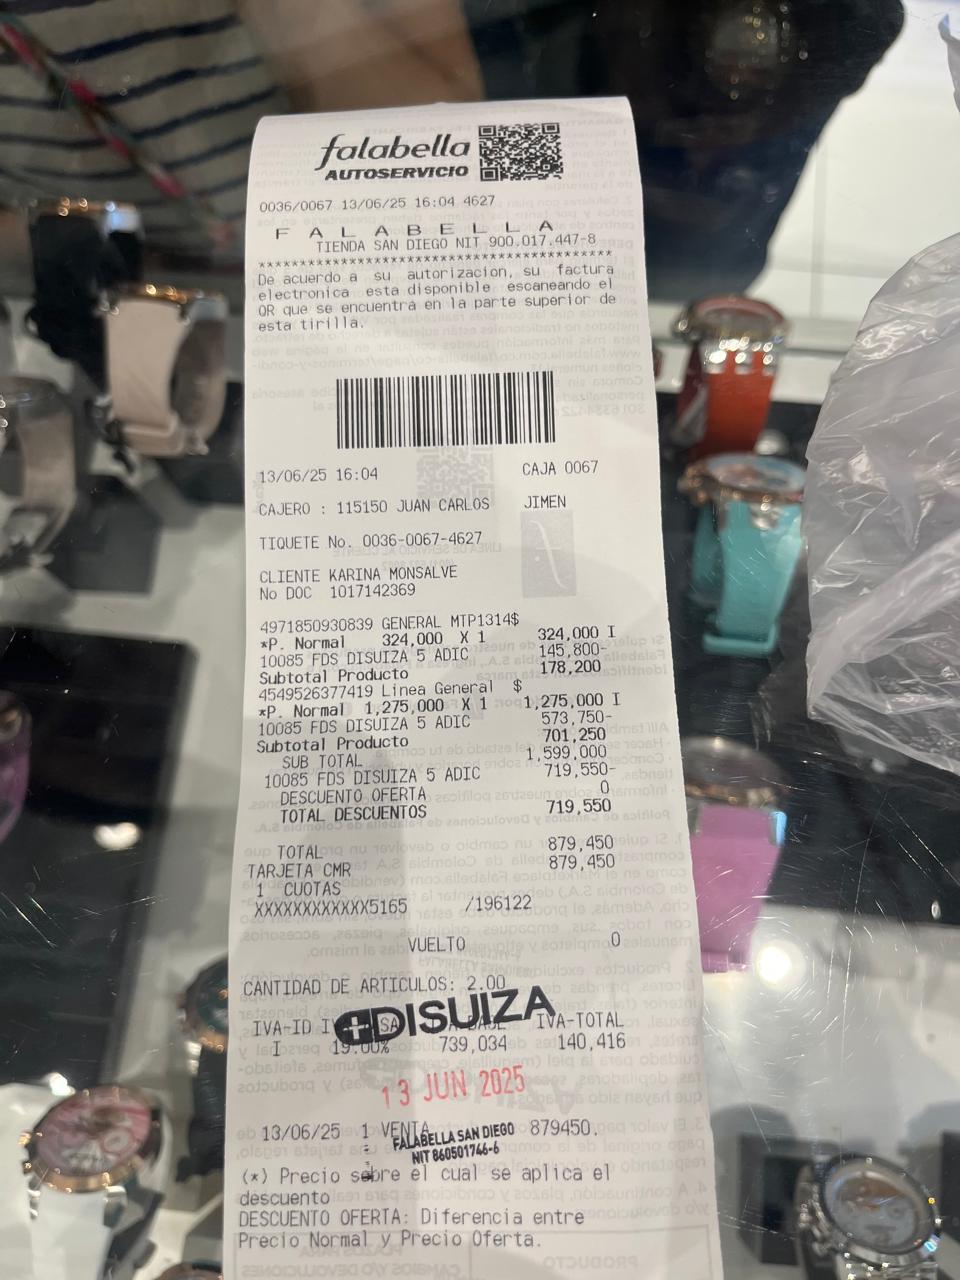 falabella
AUTOSERVICIO
0036/0067 13/06/25 16:04 4627
F A L A B E L L A
TIENDA SAN DIEGO NIT 900.017.447-8
******************************************
De acuerdo a su autorizacion, su factura
electronica esta disponible escaneando el
QR que se encuentra en la parte superior de
esta tirilla.
13/06/25 16:04 CAJA 0067
CAJERO : 115150 JUAN CARLOS JIMEN
TIQUETE No. 0036-0067-4627
CLIENTE KARINA MONSALVE
No DOC 1017142369
4971850930839 GENERAL MTP1314$
*P. Normal 324,000 X 1 324,000 I
10085 FDS DISUIZA 5 ADIC 145,800-
Subtotal Producto 178,200
4549526377419 Linea General $
*P. Normal 1,275,000 X 1 1,275,000 I
10085 FDS DISUIZA 5 ADIC 573,750-
Subtotal Producto 701,250
SUB TOTAL 1,599,000
10085 FDS DISUIZA 5 ADIC 719,550-
DESCUENTO OFERTA 0
TOTAL DESCUENTOS 719,550
TOTAL 879,450
TARJETA CMR 879,450
1 CUOTAS
XXXXXXXXXXXX5165 /196122
VUELTO 0
CANTIDAD DE ARTICULOS: 2.00
DISUIZA
IVA-ID IVA-TOTAL
I 19.00% 739,034 140,416
13 JUN 2025
13/06/25 1 VENTA 879450.
FALABELLA SAN DIEGO
NIT 860501746-6
(*) Precio sobre el cual se aplica el
descuento
DESCUENTO OFERTA: Diferencia entre
Precio Normal y Precio Oferta.